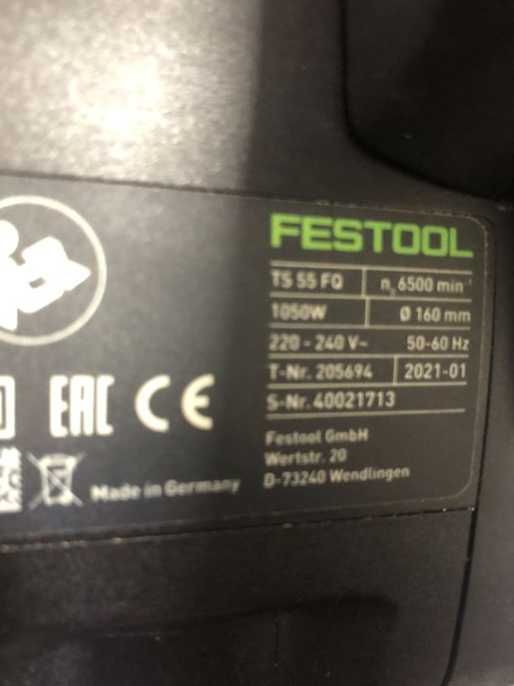 FESTOOL
TS 55 FQ n₀ 6500 min⁻¹
1050W Ø 160 mm
220 - 240 V~ 50-60 Hz
T-Nr. 205694 2021-01
S-Nr. 40021713
Festool GmbH
Wertstr. 20
D-73240 Wendlingen
EAC CE
Made in Germany